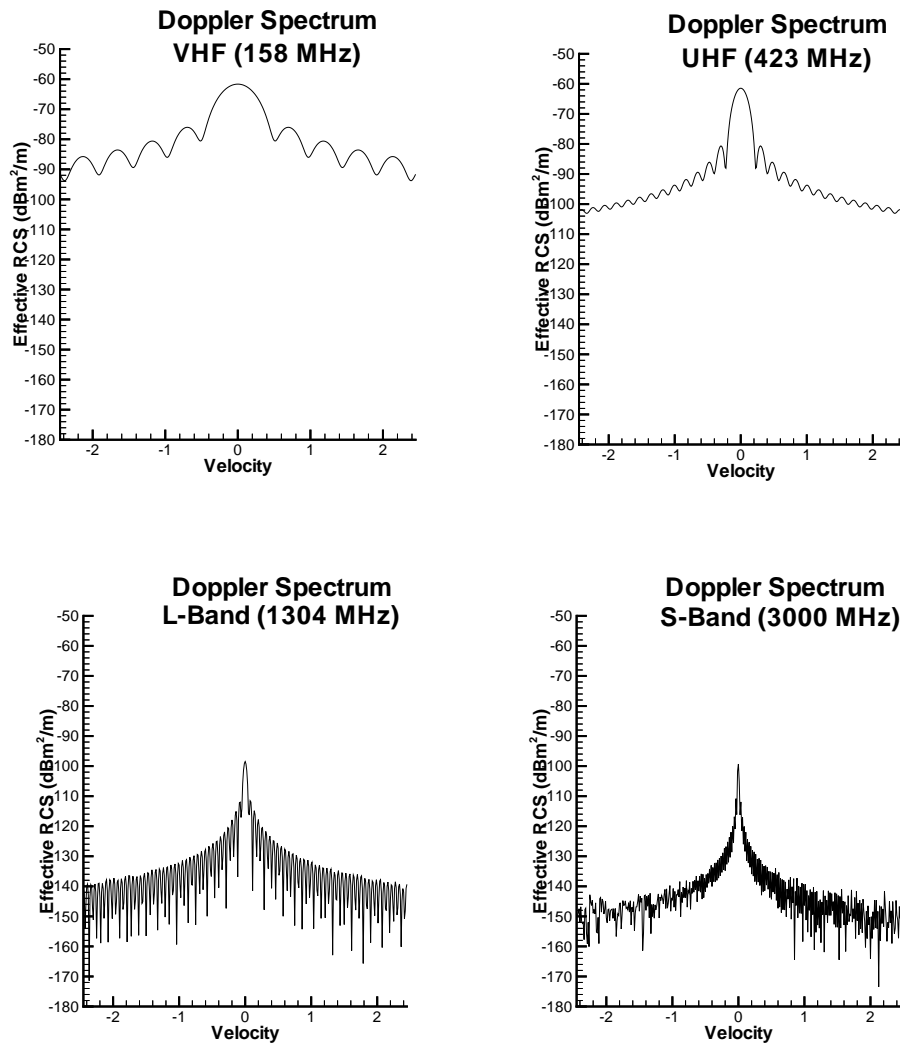 Doppler Spectrum
VHF (158 MHz)
-50
-60
-70
-80
-90
-100
-110
-120
-130
-140
-150
-160
-170
-180
Effective RCS (dBm²/m)
-2 -1 0 1 2
Velocity
Doppler Spectrum
UHF (423 MHz)
-50
-60
-70
-80
-90
-100
-110
-120
-130
-140
-150
-160
-170
-180
Effective RCS (dBm²/m)
-2 -1 0 1 2
Velocity
Doppler Spectrum
L-Band (1304 MHz)
-50
-60
-70
-80
-90
-100
-110
-120
-130
-140
-150
-160
-170
-180
Effective RCS (dBm²/m)
-2 -1 0 1 2
Velocity
Doppler Spectrum
S-Band (3000 MHz)
-50
-60
-70
-80
-90
-100
-110
-120
-130
-140
-150
-160
-170
-180
Effective RCS (dBm²/m)
-2 -1 0 1 2
Velocity